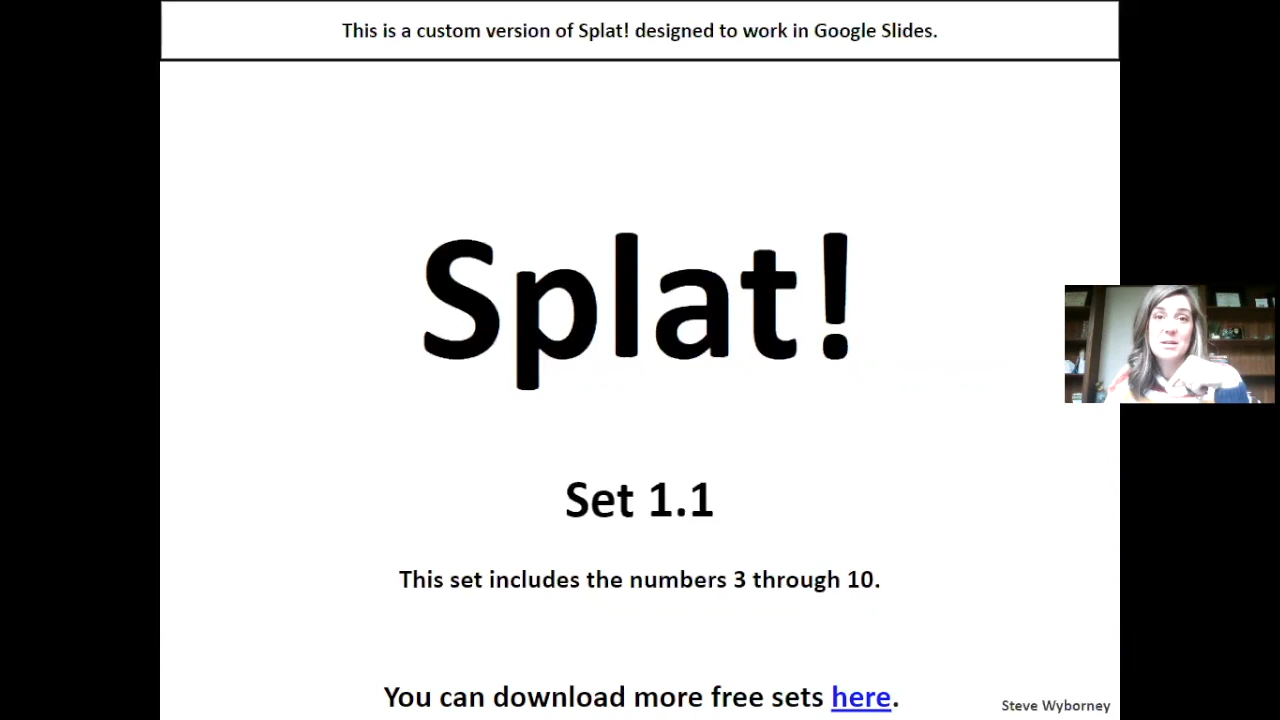 This is a custom version of Splat! designed to work in Google Slides.
Splat!
Set 1.1
This set includes the numbers 3 through 10.
You can download more free sets here.
Steve Wyborney